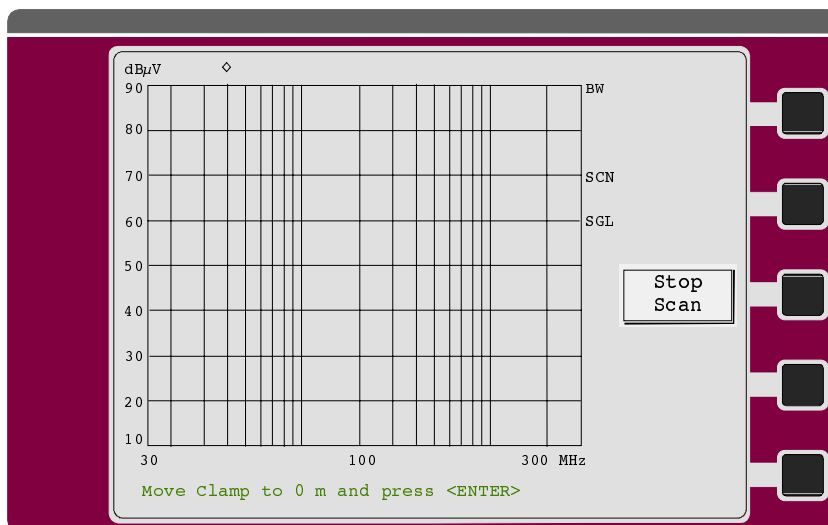 dBµV
90
BW
80
70
SCN
60
SGL
50
Stop
Scan
40
30
20
10
30 100 300 MHz
Move Clamp to 0 m and press <ENTER>